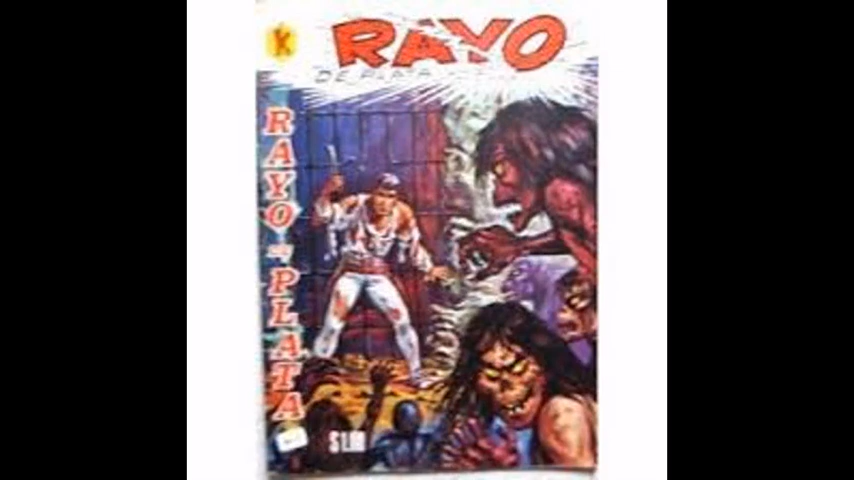 K
RAYO
DE PLATA
RAYO DE PLATA
$1.00